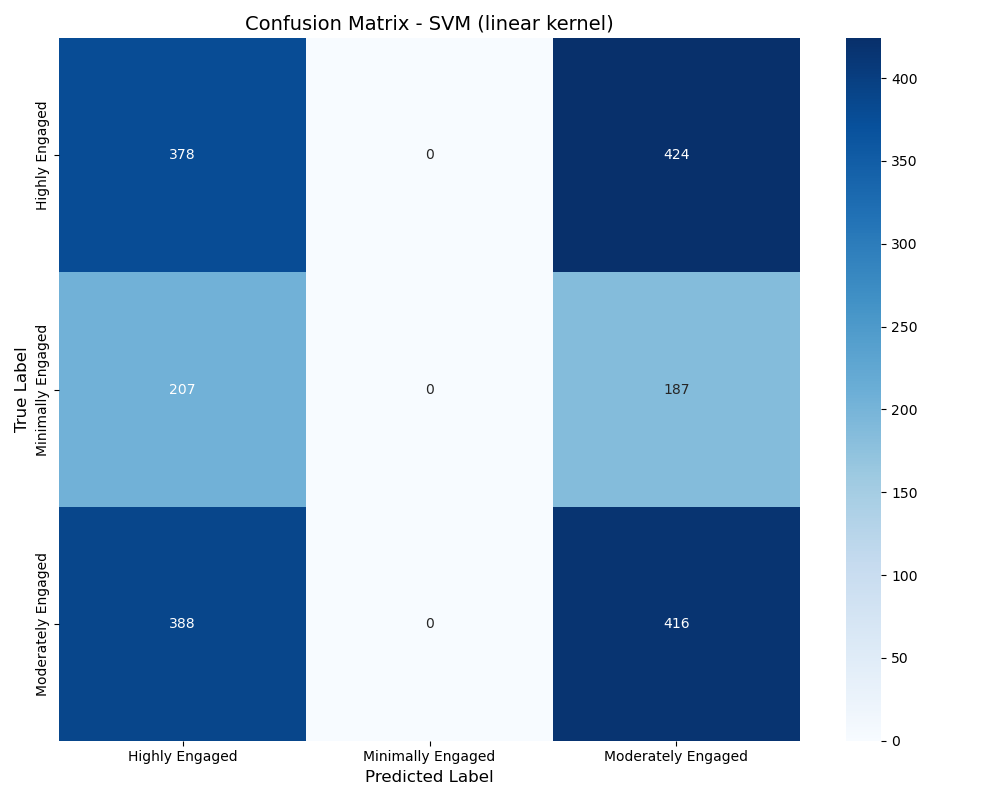 Confusion Matrix - SVM (linear kernel)
True Label
Highly Engaged
Minimally Engaged
Moderately Engaged
378 0 424
207 0 187
388 0 416
Highly Engaged Minimally Engaged Moderately Engaged
Predicted Label
400
350
300
250
200
150
100
50
0